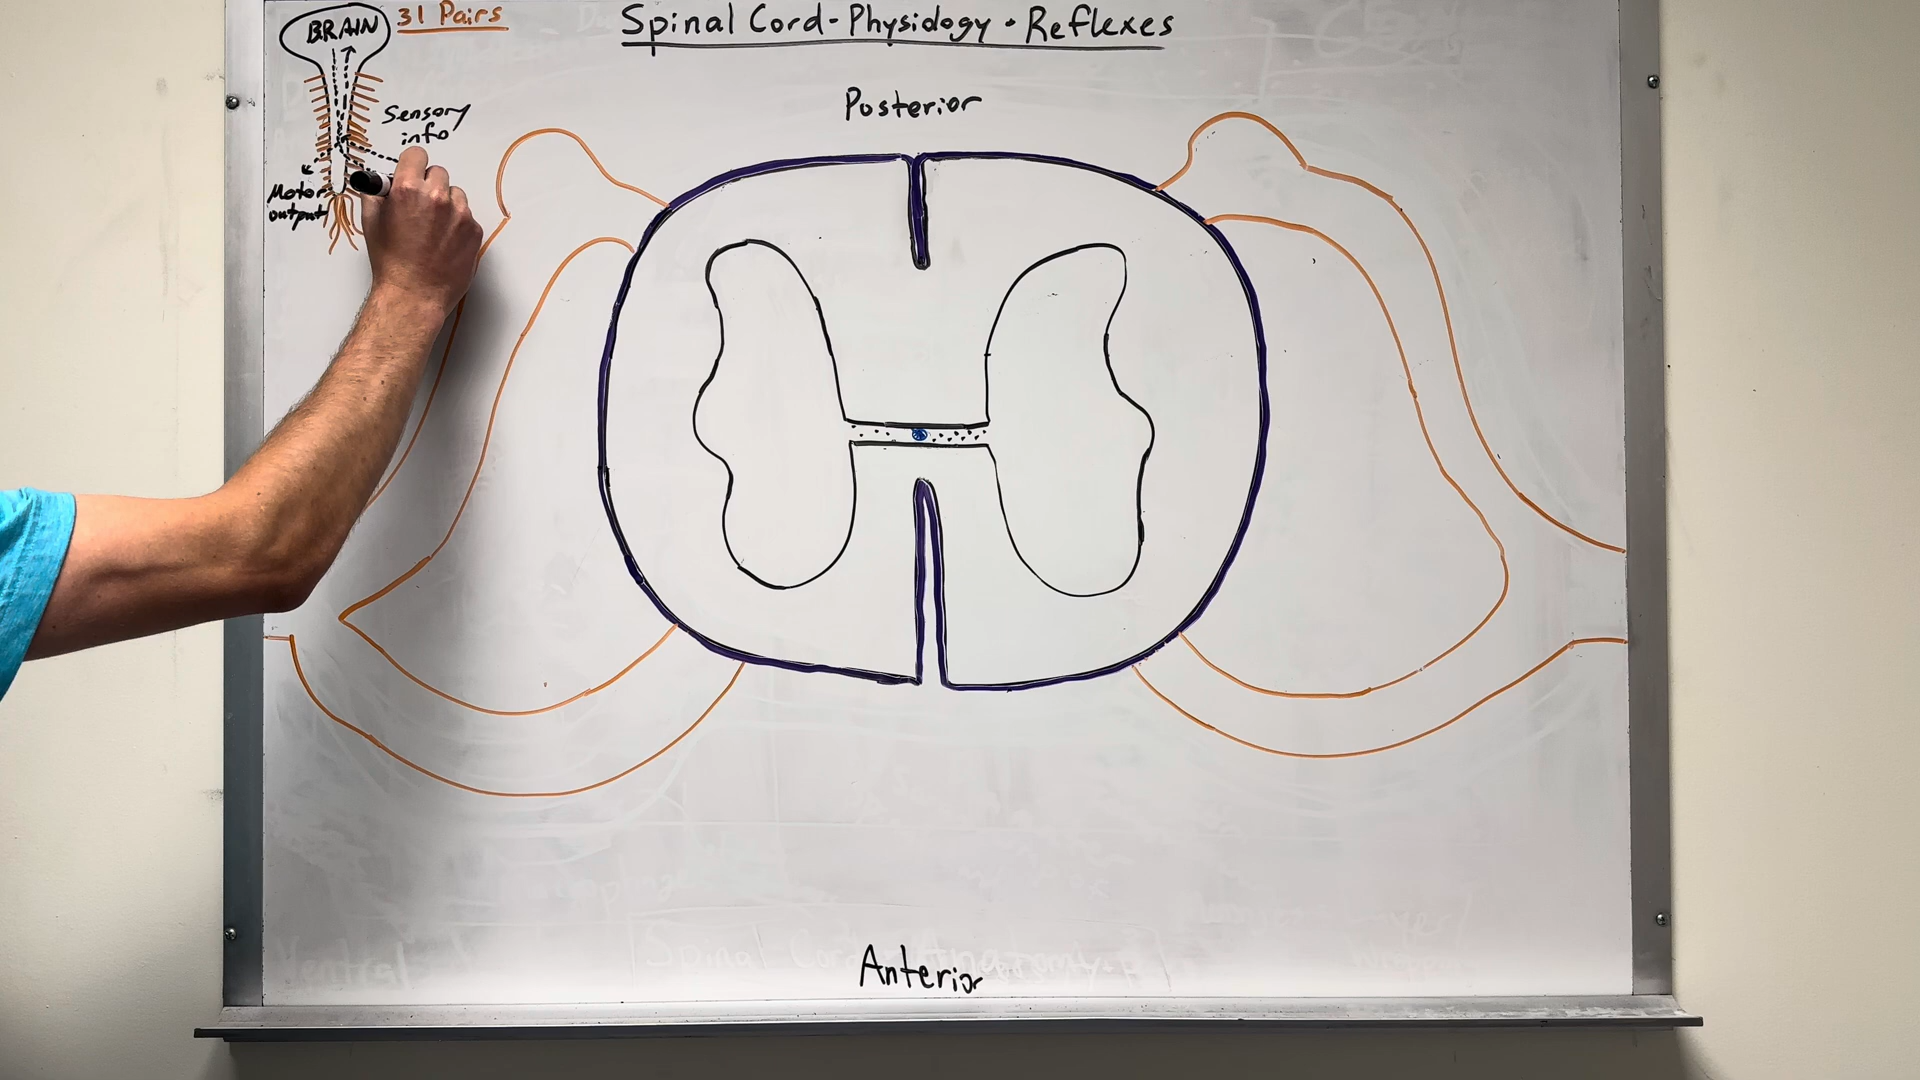 BRAIN
31 Pairs
Spinal Cord-Physiology • Reflexes
Sensory
info
Motor
output
Posterior
Anterior